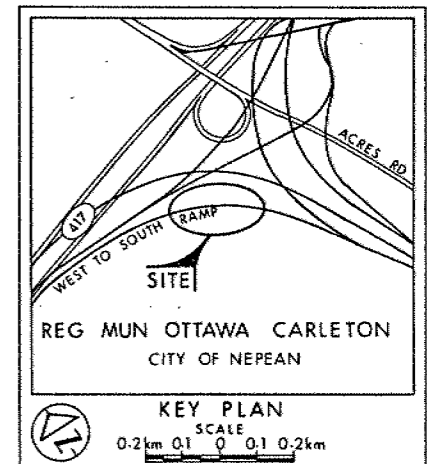 ACRES RD
417
WEST TO SOUTH RAMP
SITE
REG MUN OTTAWA CARLETON
CITY OF NEPEAN
KEY PLAN
SCALE
0·2km 0·1 0 0·1 0·2km
N